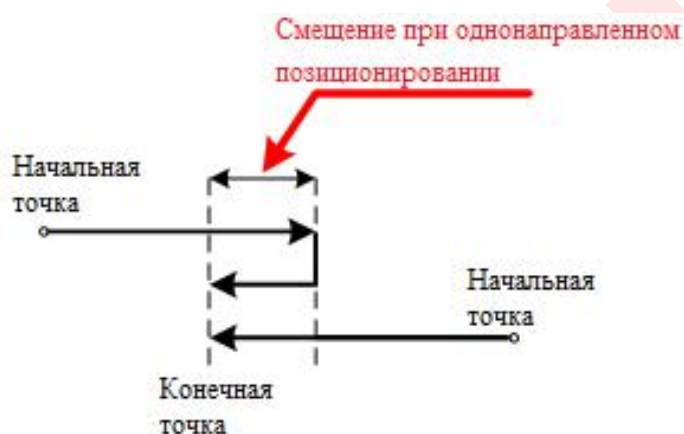 Смещение при однонаправленном
позиционировании
Начальная
точка
Начальная
точка
Конечная
точка